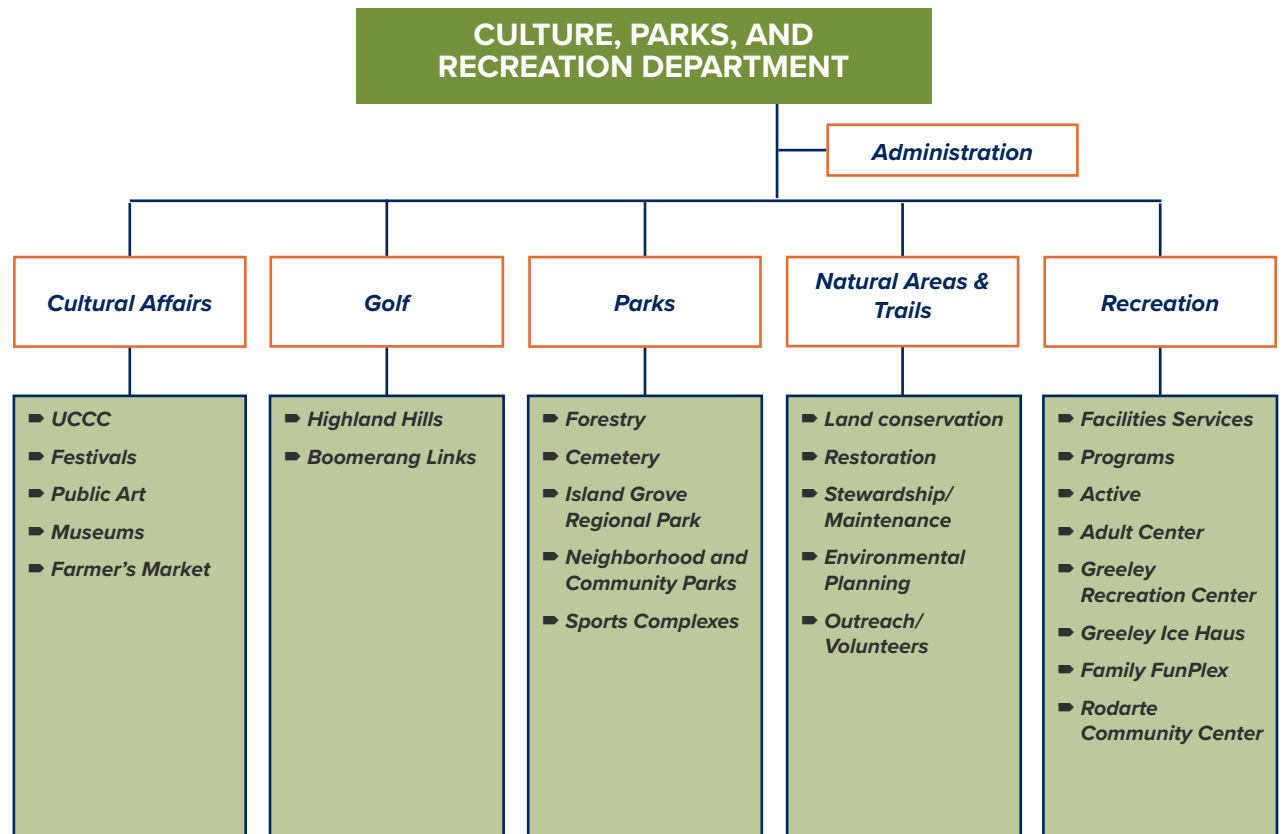 CULTURE, PARKS, AND
RECREATION DEPARTMENT
Administration
Cultural Affairs
Golf
Parks
Natural Areas &
Trails
Recreation
UCCC
Festivals
Public Art
Museums
Farmer’s Market
Highland Hills
Boomerang Links
Forestry
Cemetery
Island Grove
Regional Park
Neighborhood and
Community Parks
Sports Complexes
Land conservation
Restoration
Stewardship/
Maintenance
Environmental
Planning
Outreach/
Volunteers
Facilities Services
Programs
Active
Adult Center
Greeley
Recreation Center
Greeley Ice Haus
Family FunPlex
Rodarte
Community Center